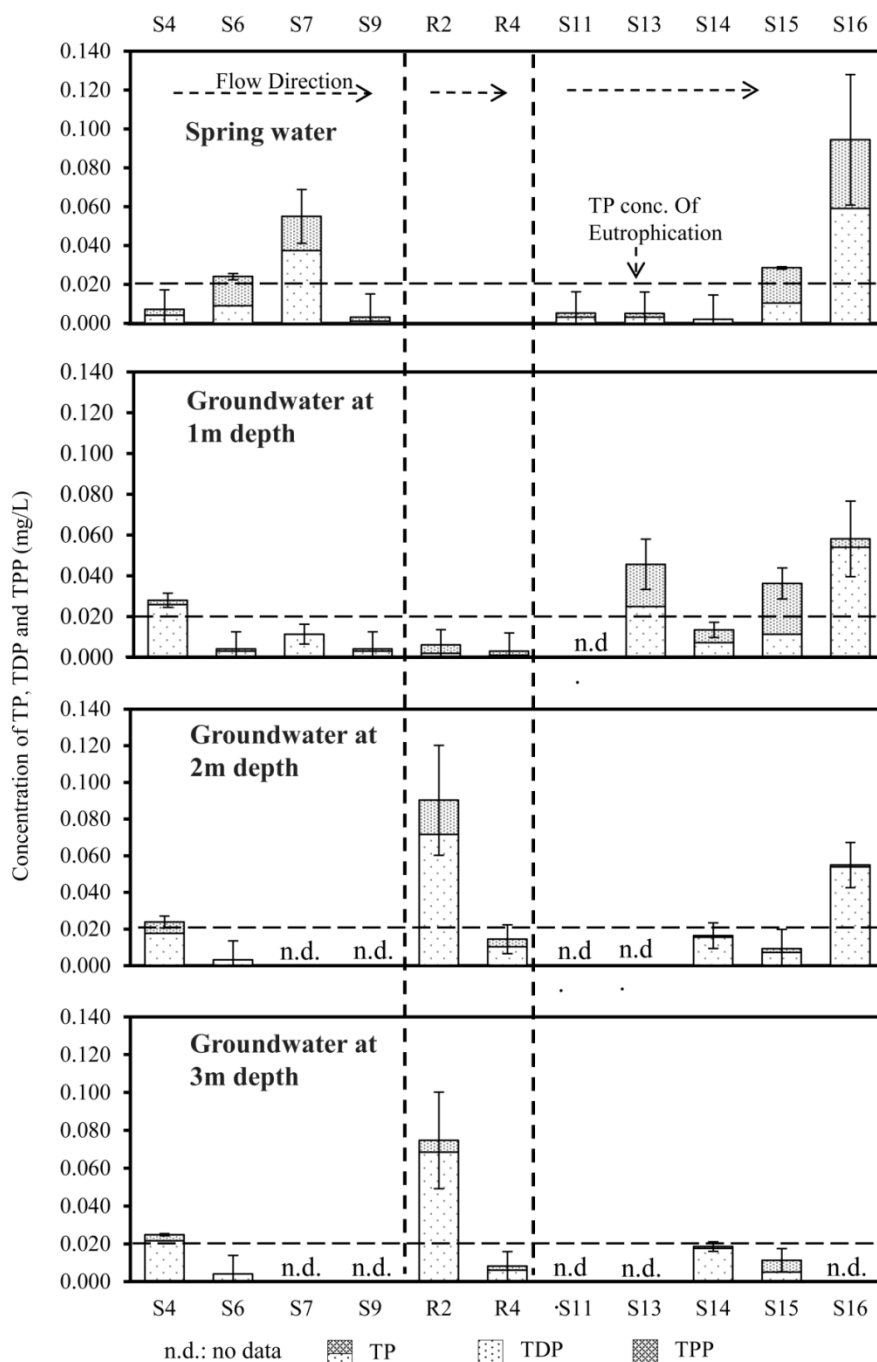 S4 S6 S7 S9 R2 R4 S11 S13 S14 S15 S16
0.140
0.120
0.100
0.080
0.060
0.040
0.020
0.000
Flow Direction
Spring water
TP conc. Of
Eutrophication
Concentration of TP, TDP and TPP (mg/L)
0.140
0.120
0.100
0.080
0.060
0.040
0.020
0.000
Groundwater at
1m depth
n.d
.
0.140
0.120
0.100
0.080
0.060
0.040
0.020
0.000
Groundwater at
2m depth
n.d. n.d. n.d n.d
. .
0.140
0.120
0.100
0.080
0.060
0.040
0.020
0.000
Groundwater at
3m depth
n.d. n.d. n.d n.d. n.d.
S4 S6 S7 S9 R2 R4 .S11 S13 S14 S15 S16
n.d.: no data TP TDP TPP